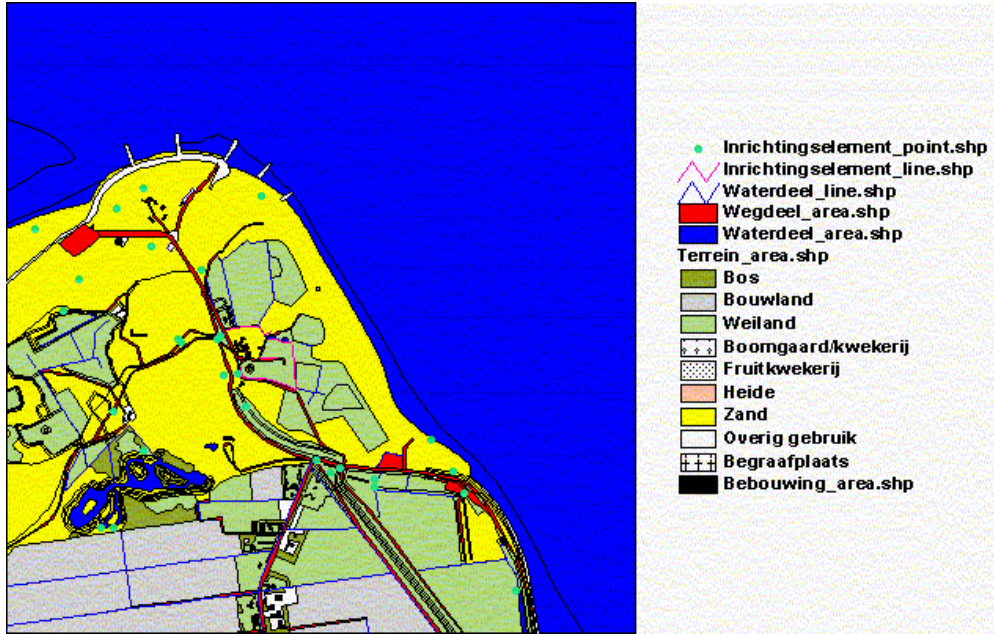 Inrichtingselement_point.shp
Inrichtingselement_line.shp
Waterdeel_line.shp
Wegdeel_area.shp
Waterdeel_area.shp
Terrein_area.shp
Bos
Bouwland
Weiland
Boomgaard/kwekerij
Fruitkwekerij
Heide
Zand
Overig gebruik
Begraafplaats
Bebouwing_area.shp